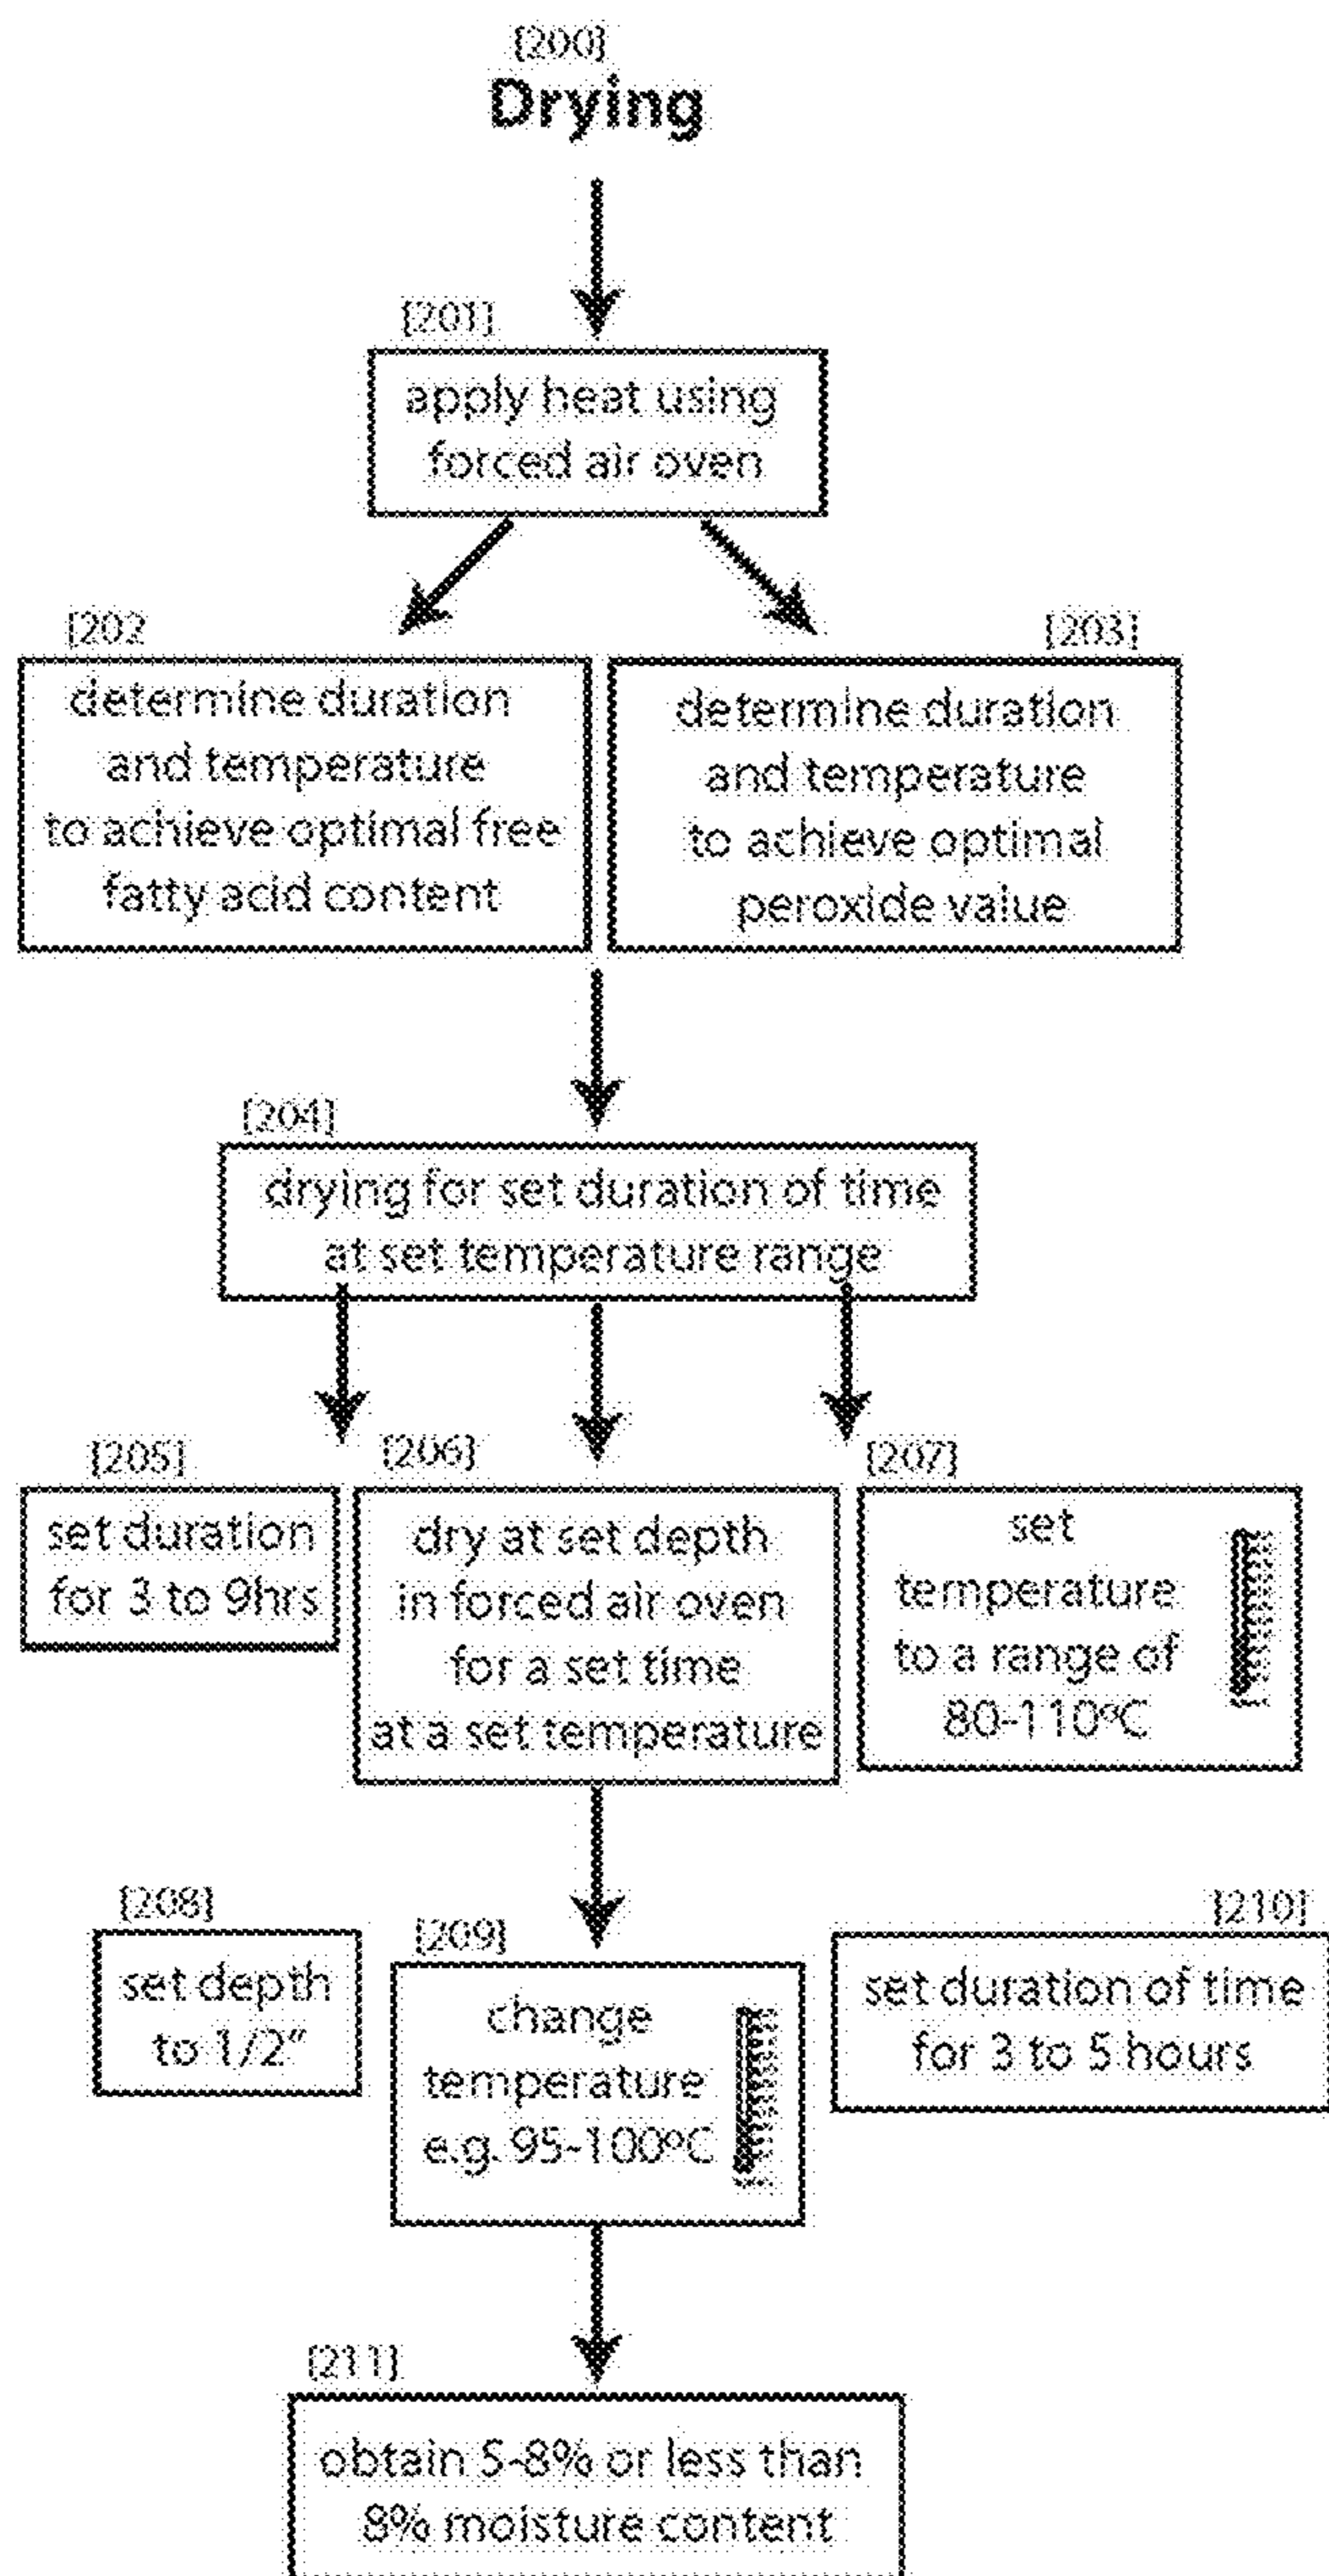 [200]
Drying
[201]
apply heat using
forced air oven
[202
determine duration
and temperature
to achieve optimal free
fatty acid content
[203]
determine duration
and temperature
to achieve optimal
peroxide value
[204]
drying for set duration of time
at set temperature range
[205]
set duration
for 3 to 9hrs
[206]
dry at set depth
in forced air oven
for a set time
at a set temperature
[207]
set
temperature
to a range of
80-110ºC
[208]
set depth
to 1/2"
[209]
change
temperature
e.g. 95-100ºC
[210]
set duration of time
for 3 to 5 hours
[211]
obtain 5-8% or less than
8% moisture content